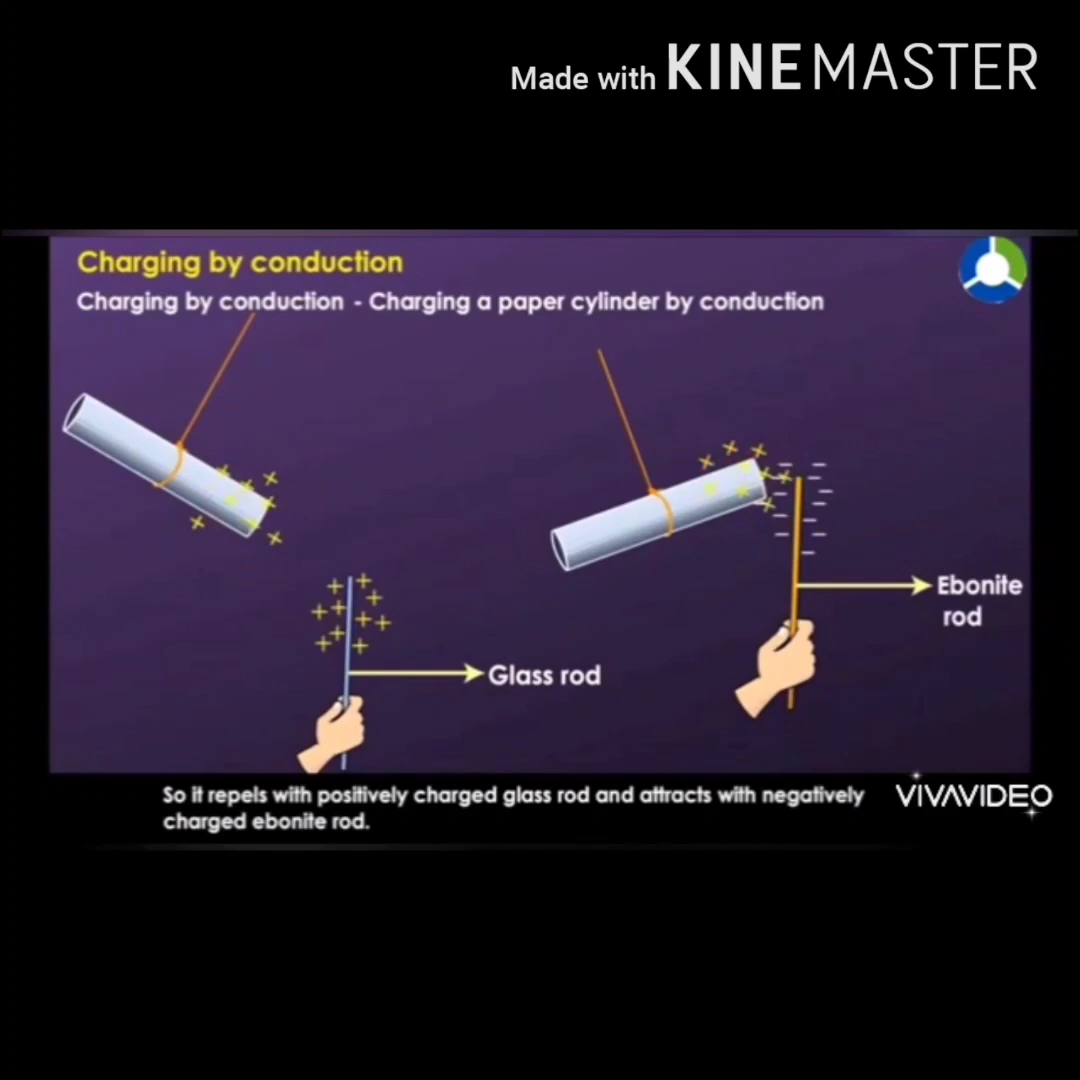 Made with KINEMASTER
Charging by conduction
Charging by conduction - Charging a paper cylinder by conduction
Ebonite
rod
Glass rod
So it repels with positively charged glass rod and attracts with negatively
charged ebonite rod.
VIVAVIDEO